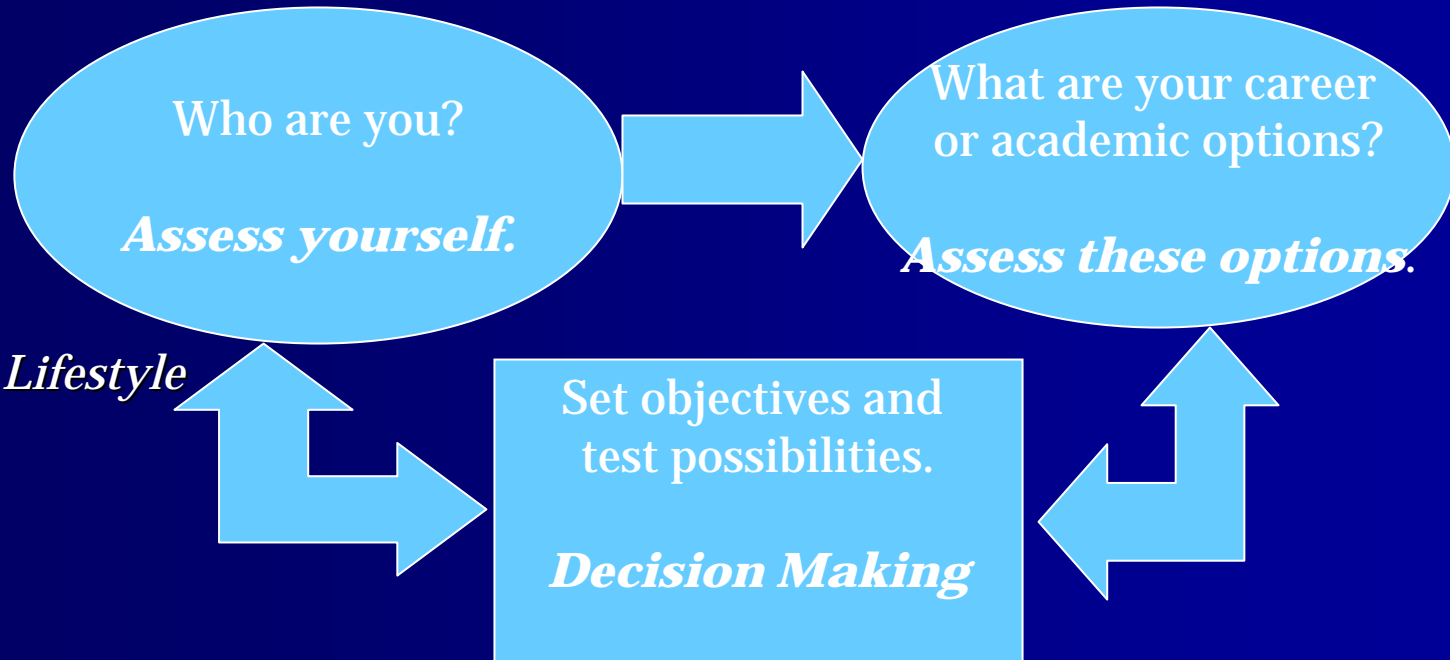 Who are you?
Assess yourself.
What are your career
or academic options?
Assess these options.
Lifestyle
Set objectives and
test possibilities.
Decision Making